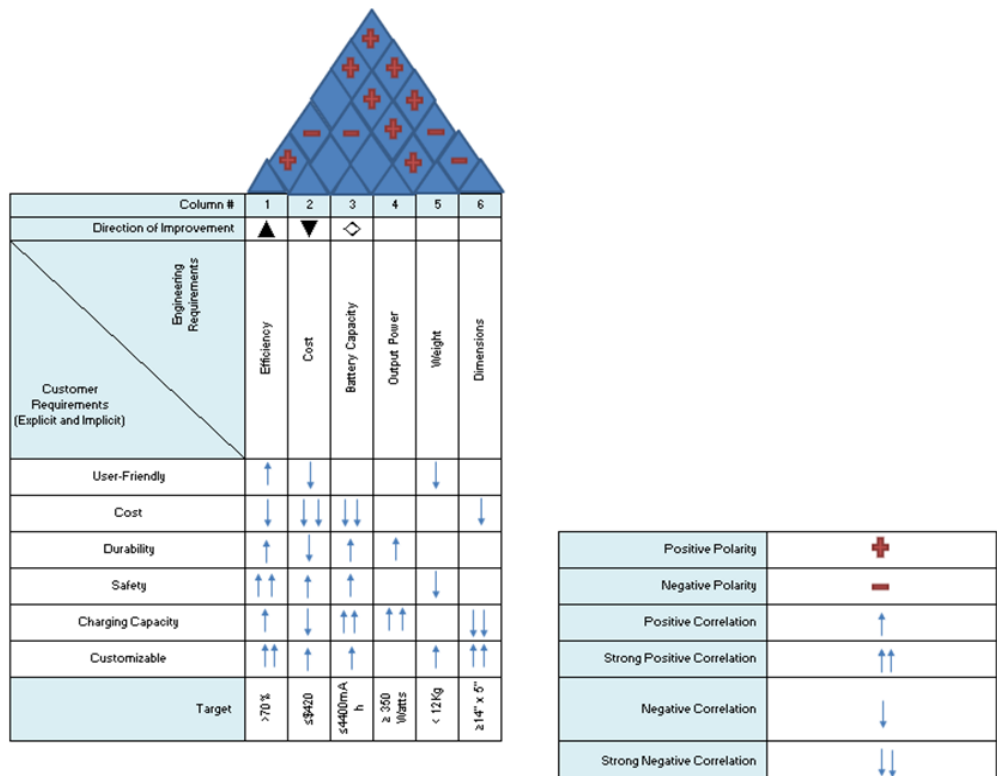 Column # 1 2 3 4 5 6
Direction of Improvement
Engineering
Requirements
Customer
Requirements
(Explicit and Implicit)
Efficiency
Cost
Battery Capacity
Output Power
Weight
Dimensions
User-Friendly
Cost
Durability
Safety
Charging Capacity
Customizable
Target
>70 %
≤$420
≤4400mA
h
≥ 350
Watts
< 12Kg
≥14" x 5"
Positive Polarity
Negative Polarity
Positive Correlation
Strong Positive Correlation
Negative Correlation
Strong Negative Correlation